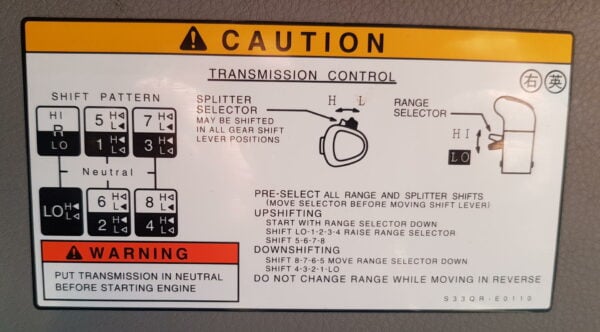 CAUTION
TRANSMISSION CONTROL
右 英
SHIFT PATTERN
HI
R
LO
5 H L
1 H L
7 H L
3 H L
Neutral
LO H L
6 H L
2 H L
8 H L
4 H L
SPLITTER
SELECTOR
MAY BE SHIFTED
IN ALL GEAR SHIFT
LEVER POSITIONS
H L
RANGE
SELECTOR
HI
LO
WARNING
PUT TRANSMISSION IN NEUTRAL
BEFORE STARTING ENGINE
PRE-SELECT ALL RANGE AND SPLITTER SHIFTS
(MOVE SELECTOR BEFORE MOVING SHIFT LEVER)
UPSHIFTING
START WITH RANGE SELECTOR DOWN
SHIFT LO-1-2-3-4 RAISE RANGE SELECTOR
SHIFT 5-6-7-8
DOWNSHIFTING
SHIFT 8-7-6-5 MOVE RANGE SELECTOR DOWN
SHIFT 4-3-2-1-LO
DO NOT CHANGE RANGE WHILE MOVING IN REVERSE
S33QR-E0110